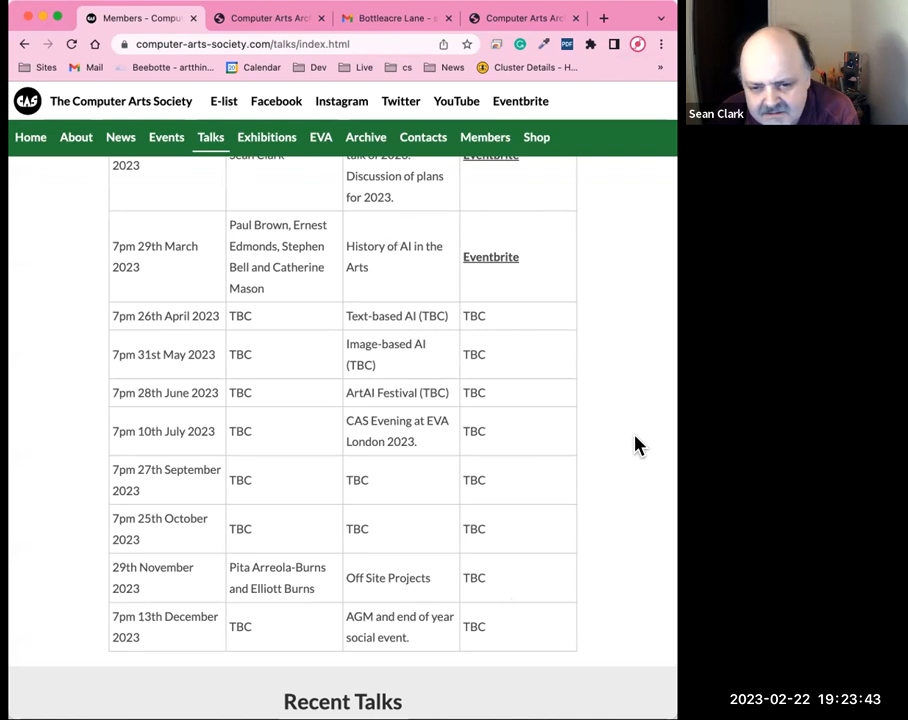 Members - Compu
Computer Arts Arc
Bottleacre Lane - s
Computer Arts Arc
computer-arts-society.com/talks/index.html
Sites
Mail
Beebotte - artthin...
Calendar
Dev
Live
cs
News
Cluster Details - H...
»
CAS
The Computer Arts Society
E-list
Facebook
Instagram
Twitter
YouTube
Eventbrite
Home
About
News
Events
Talks
Exhibitions
EVA
Archive
Contacts
Members
Shop
2023
Sean Clark
talk of 2023.
Discussion of plans
for 2023.
Eventbrite
7pm 29th March
2023
Paul Brown, Ernest
Edmonds, Stephen
Bell and Catherine
Mason
History of AI in the
Arts
Eventbrite
7pm 26th April 2023
TBC
Text-based AI (TBC)
TBC
7pm 31st May 2023
TBC
Image-based AI
(TBC)
TBC
7pm 28th June 2023
TBC
ArtAI Festival (TBC)
TBC
7pm 10th July 2023
TBC
CAS Evening at EVA
London 2023.
TBC
7pm 27th September
2023
TBC
TBC
TBC
7pm 25th October
2023
TBC
TBC
TBC
29th November
2023
Pita Arreola-Burns
and Elliott Burns
Off Site Projects
TBC
7pm 13th December
2023
TBC
AGM and end of year
social event.
TBC
Recent Talks
Sean Clark
2023-02-22 19:23:43